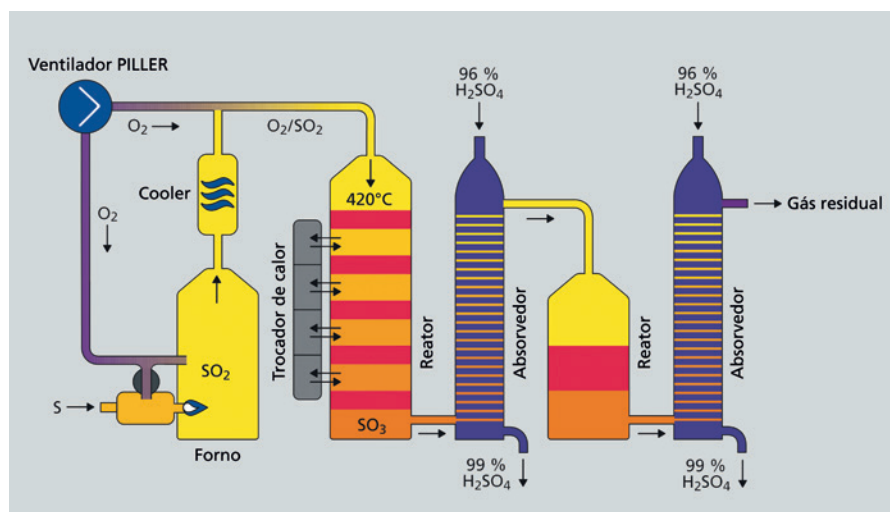 Ventilador PILLER
O₂
O₂/SO₂
O₂
Cooler
SO₂
S
Forno
Trocador de calor
420°C
SO₃
Reator
96 %
H₂SO₄
Absorvedor
99 %
H₂SO₄
Reator
96 %
H₂SO₄
Gás residual
Absorvedor
99 %
H₂SO₄